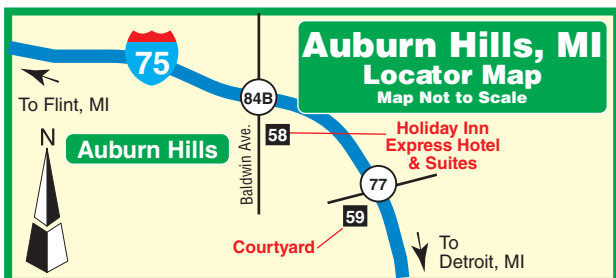 Auburn Hills, MI
Locator Map
Map Not to Scale
75
To Flint, MI
84B
N
Auburn Hills
Baldwin Ave.
58
Holiday Inn
Express Hotel
& Suites
77
59
Courtyard
To
Detroit, MI